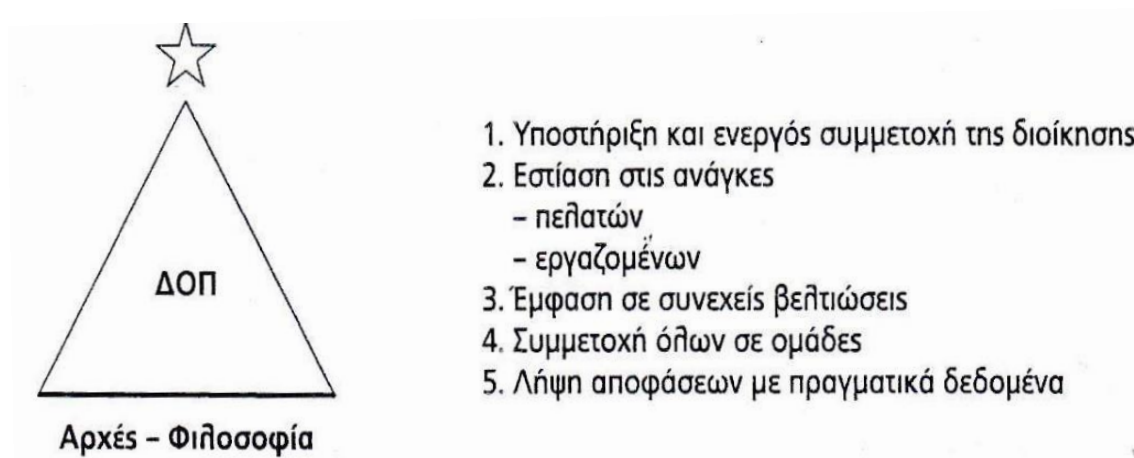 ΔΟΠ
Αρχές – Φιλοσοφία
1. Υποστήριξη και ενεργός συμμετοχή της διοίκησης
2. Εστίαση στις ανάγκες
– πελατών
– εργαζομένων
3. Έμφαση σε συνεχείς βελτιώσεις
4. Συμμετοχή όλων σε ομάδες
5. Λήψη αποφάσεων με πραγματικά δεδομένα